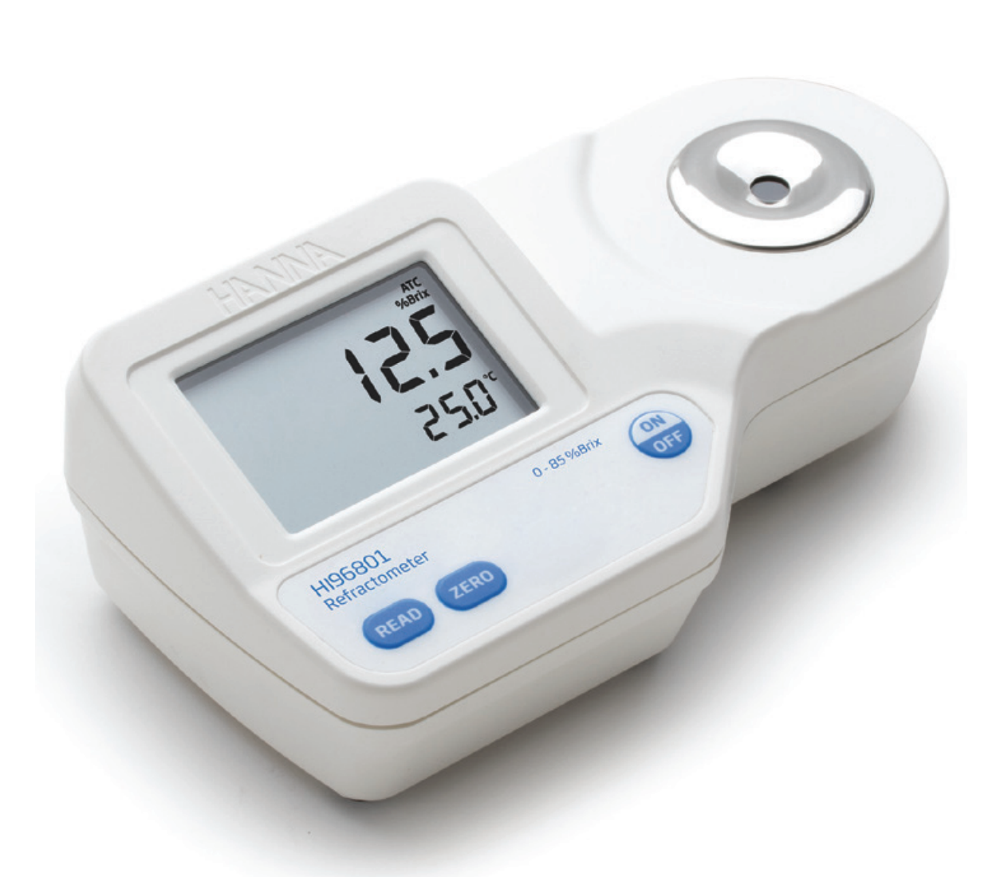 HANNA
ATC
%Brix
12.5
25.0°C
0 - 85 %Brix
ON
OFF
HI96801
Refractometer
READ
ZERO